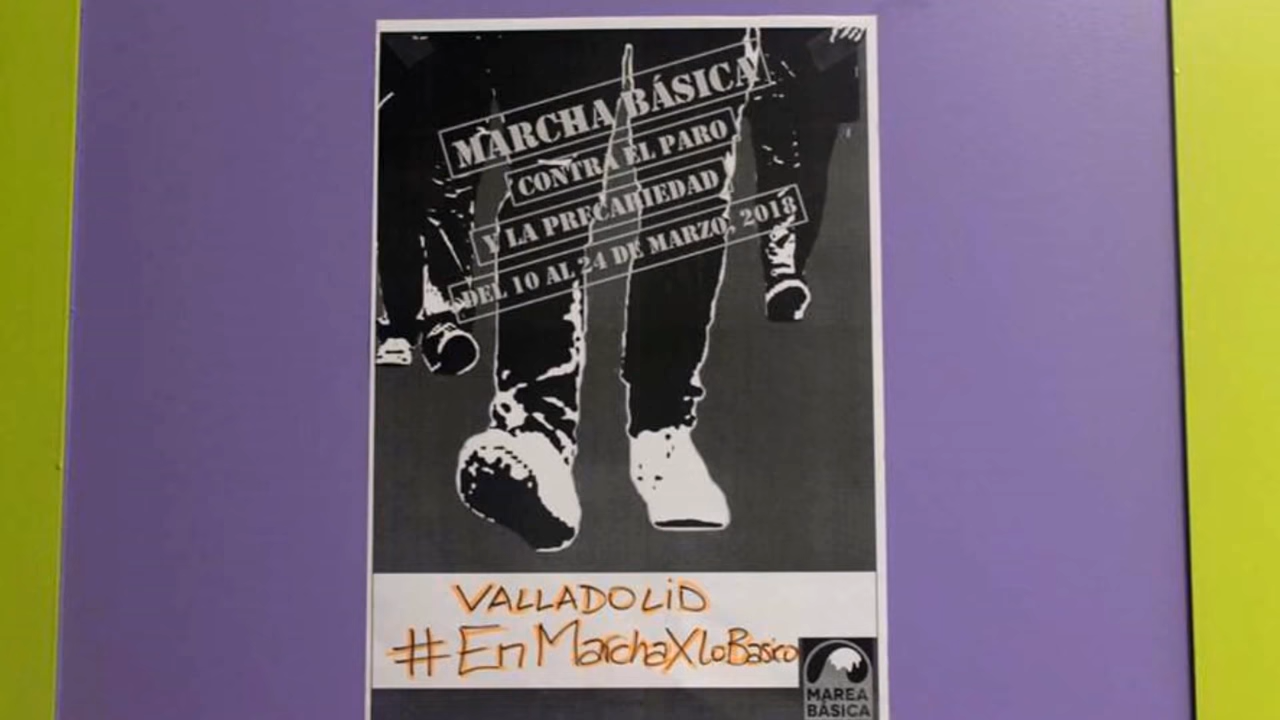 MARCHA BÁSICA
CONTRA EL PARO
Y LA PRECARIEDAD
DEL 10 AL 24 DE MARZO, 2018
VALLADOLiD
#EnMarchaXloBasico
MAREA
BÁSICA